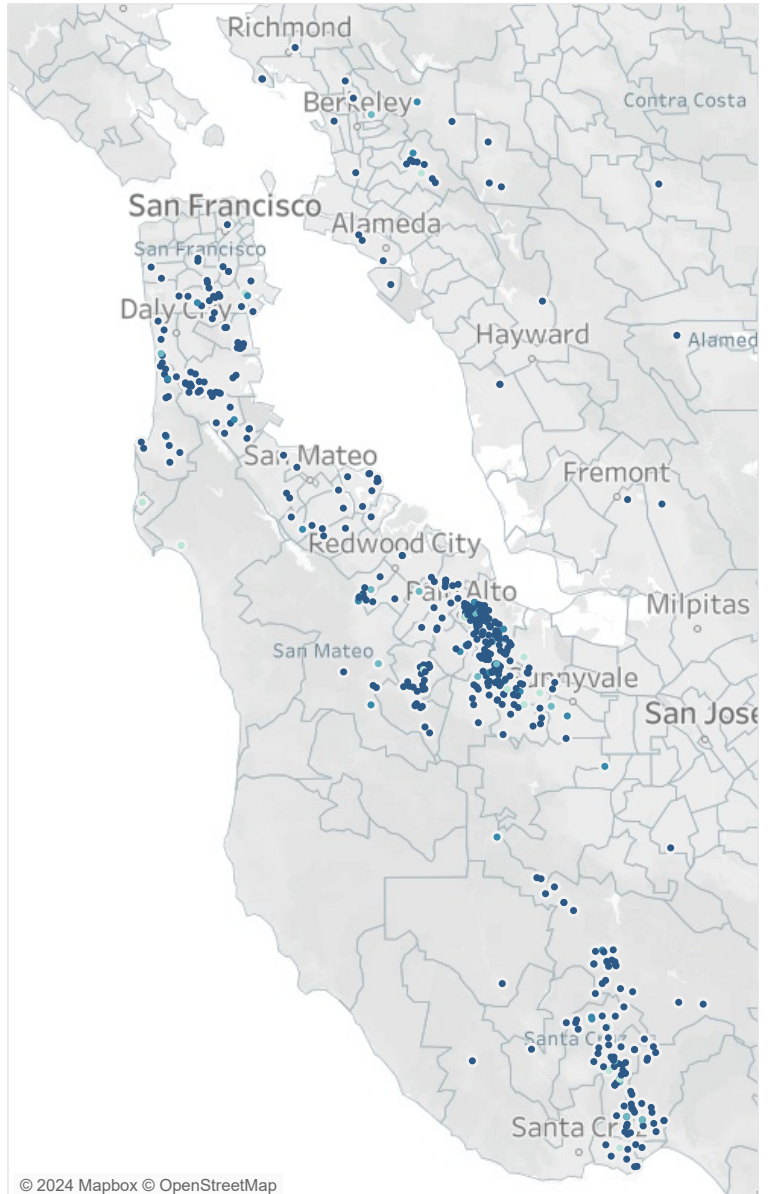 Richmond
Berkeley
Contra Costa
San Francisco
Alameda
San Francisco
Daly City
Hayward
Alamed
San Mateo
Fremont
Redwood City
Palo Alto
Milpitas
San Mateo
Sunnyvale
San Jose
Santa Cruz
Santa Cruz
© 2024 Mapbox © OpenStreetMap